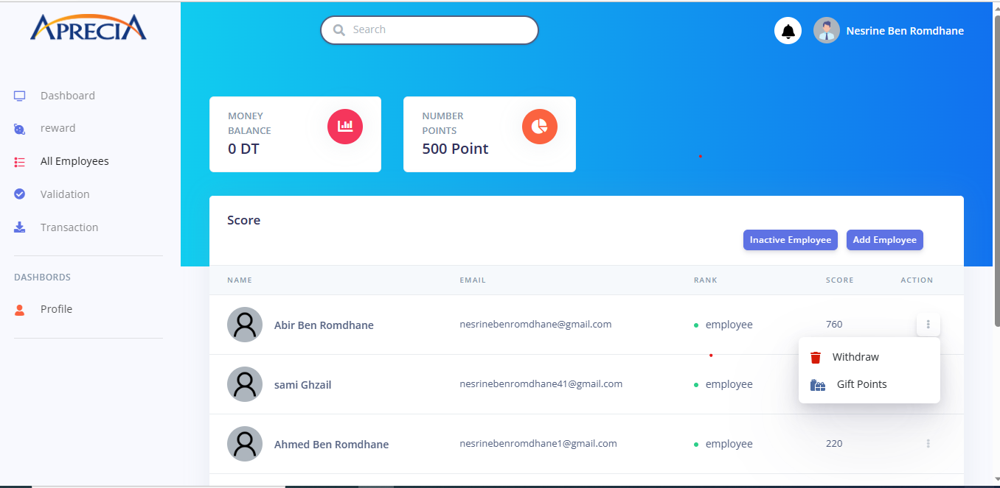 APRECIA
Search
Nesrine Ben Romdhane
Dashboard
reward
All Employees
Validation
Transaction
DASHBORDS
Profile
MONEY
BALANCE
0 DT
NUMBER
POINTS
500 Point
Score
Inactive Employee
Add Employee
NAME EMAIL RANK SCORE ACTION
Abir Ben Romdhane nesrinebenromdhane@gmail.com employee 760
Withdraw
Gift Points
sami Ghzail nesrinebenromdhane41@gmail.com employee
Ahmed Ben Romdhane nesrinebenromdhane1@gmail.com employee 220